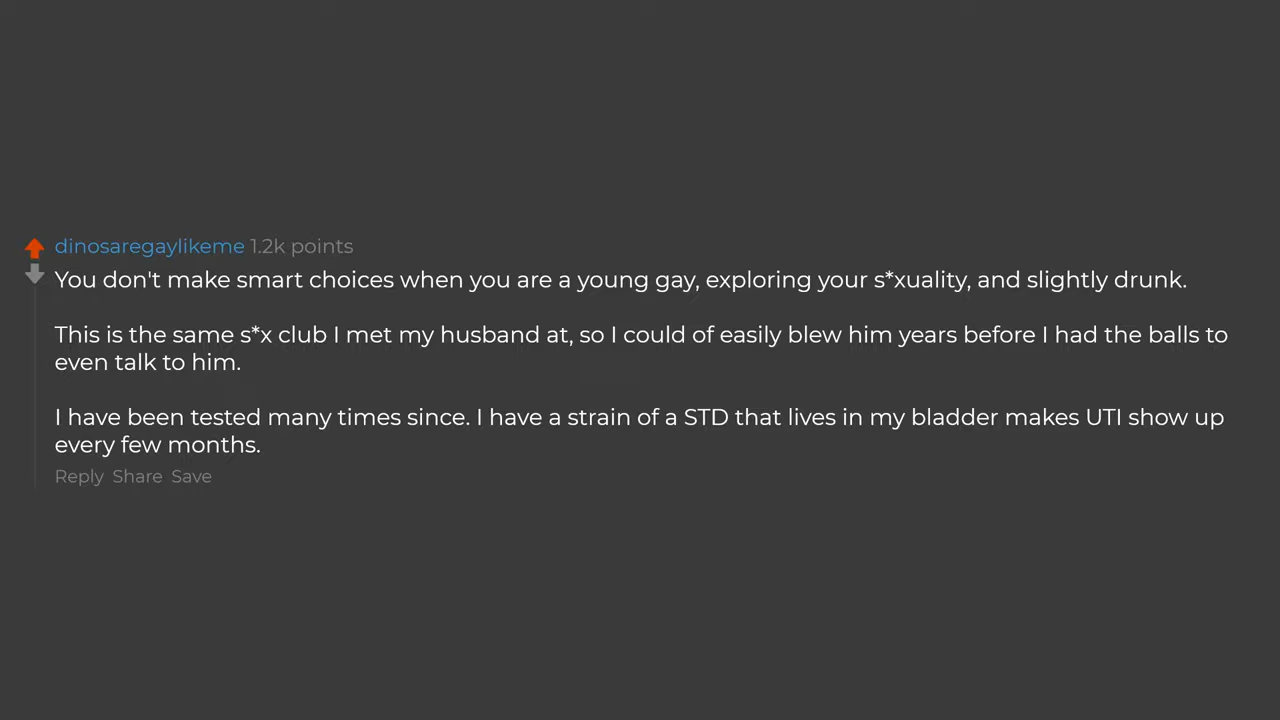 dinosaregaylikeme 1.2k points
You don't make smart choices when you are a young gay, exploring your s*xuality, and slightly drunk.
This is the same s*x club I met my husband at, so I could of easily blew him years before I had the balls to
even talk to him.
I have been tested many times since. I have a strain of a STD that lives in my bladder makes UTI show up
every few months.
Reply Share Save